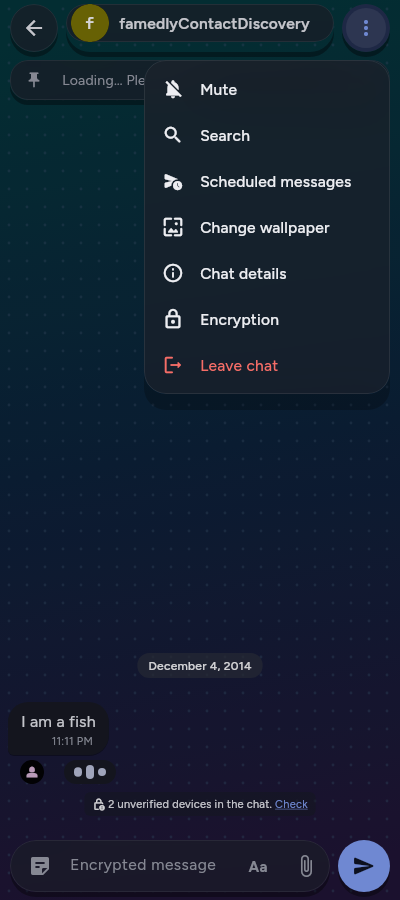 f famedlyContactDiscovery
Loading... Ple
Mute
Search
Scheduled messages
Change wallpaper
Chat details
Encryption
Leave chat
December 4, 2014
I am a fish
11:11 PM
2 unverified devices in the chat. Check
Encrypted message Aa